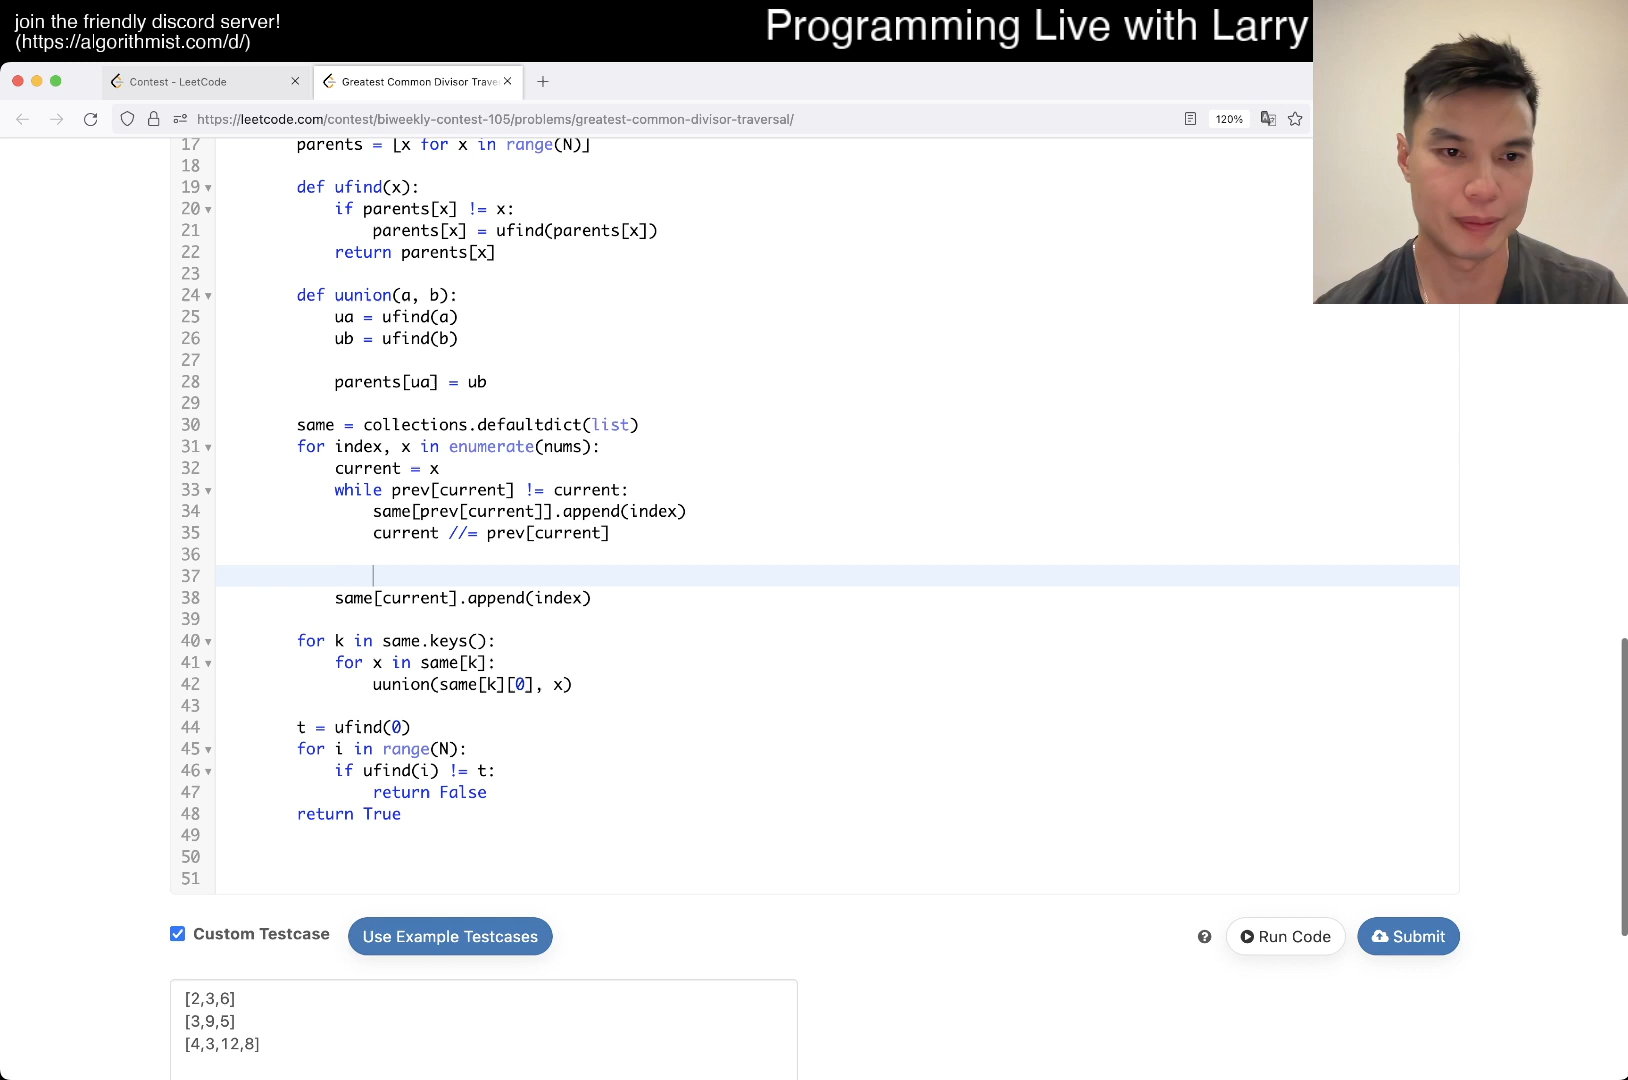 join the friendly discord server!
(https://algorithmist.com/d/)
Programming Live with Larry
Contest - LeetCode
Greatest Common Divisor Trave
https://leetcode.com/contest/biweekly-contest-105/problems/greatest-common-divisor-traversal/
120%
17 parents = [x for x in range(N)]
18
19 def ufind(x):
20 if parents[x] != x:
21 parents[x] = ufind(parents[x])
22 return parents[x]
23
24 def uunion(a, b):
25 ua = ufind(a)
26 ub = ufind(b)
27
28 parents[ua] = ub
29
30 same = collections.defaultdict(list)
31 for index, x in enumerate(nums):
32 current = x
33 while prev[current] != current:
34 same[prev[current]].append(index)
35 current //= prev[current]
36
37
38 same[current].append(index)
39
40 for k in same.keys():
41 for x in same[k]:
42 uunion(same[k][0], x)
43
44 t = ufind(0)
45 for i in range(N):
46 if ufind(i) != t:
47 return False
48 return True
49
50
51
Custom Testcase
Use Example Testcases
Run Code
Submit
[2,3,6]
[3,9,5]
[4,3,12,8]